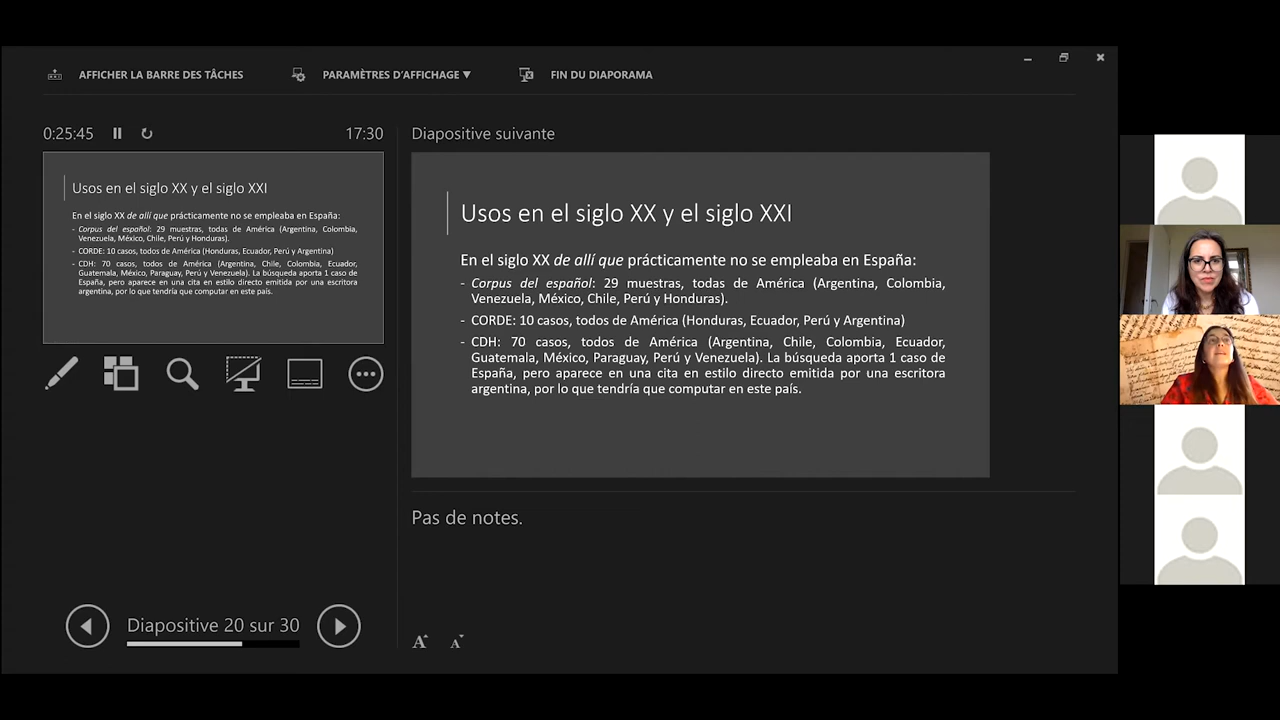 AFFICHER LA BARRE DES TÂCHES
PARAMÈTRES D'AFFICHAGE ▼
FIN DU DIAPORAMA
0:25:45
17:30
Usos en el siglo XX y el siglo XXI
En el siglo XX de allí que prácticamente no se empleaba en España:
- Corpus del español: 29 muestras, todas de América (Argentina, Colombia,
Venezuela, México, Chile, Perú y Honduras).
- CORDE: 10 casos, todos de América (Honduras, Ecuador, Perú y Argentina)
- CDH: 70 casos, todos de América (Argentina, Chile, Colombia, Ecuador,
Guatemala, México, Paraguay, Perú y Venezuela). La búsqueda aporta 1 caso de
España, pero aparece en una cita en estilo directo emitida por una escritora
argentina, por lo que tendría que computar en este país.
Diapositive 20 sur 30
Diapositive suivante
Usos en el siglo XX y el siglo XXI
En el siglo XX de allí que prácticamente no se empleaba en España:
- Corpus del español: 29 muestras, todas de América (Argentina, Colombia,
Venezuela, México, Chile, Perú y Honduras).
- CORDE: 10 casos, todos de América (Honduras, Ecuador, Perú y Argentina)
- CDH: 70 casos, todos de América (Argentina, Chile, Colombia, Ecuador,
Guatemala, México, Paraguay, Perú y Venezuela). La búsqueda aporta 1 caso de
España, pero aparece en una cita en estilo directo emitida por una escritora
argentina, por lo que tendría que computar en este país.
Pas de notes.
A A